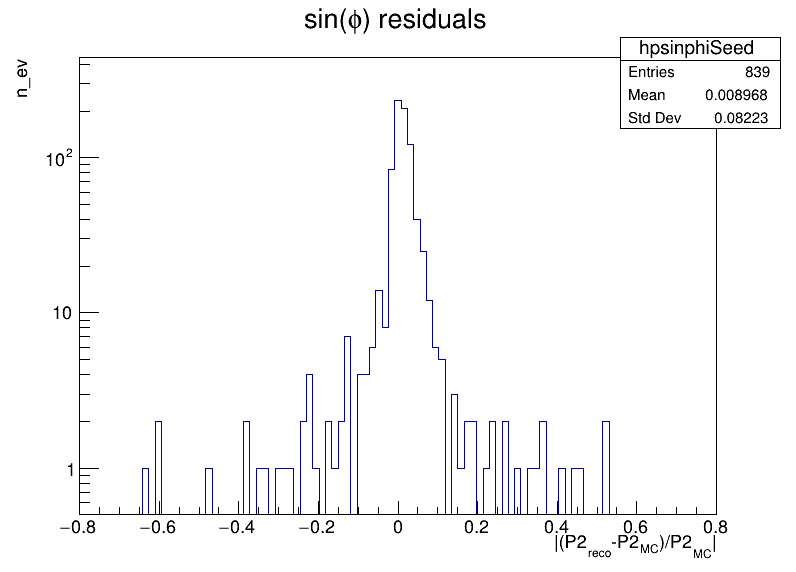 sin(ϕ) residuals
hpsinphiSeed
Entries 839
Mean 0.008968
Std Dev 0.08223
n_ev
10²
10
1
−0.8 −0.6 −0.4 −0.2 0 0.2 0.4 0.6 0.8
|(P2reco-P2MC)/P2MC|